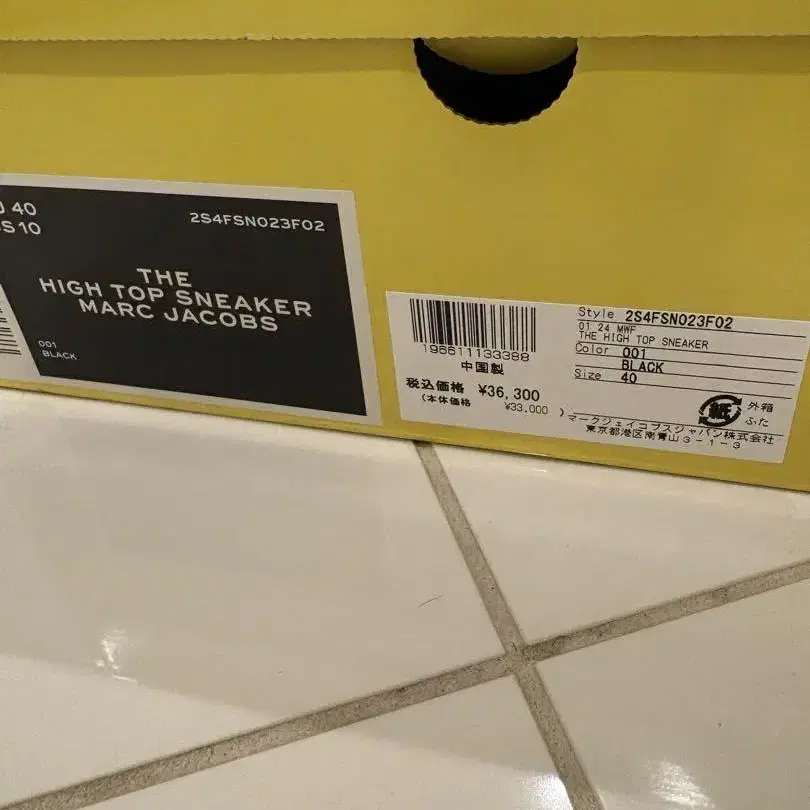 40
10
2S4FSN023F02
THE
HIGH TOP SNEAKER
MARC JACOBS
001
BLACK
196611133388
中国製
税込価格 ¥36,300
(本体価格 ¥33,000 )
Style 2S4FSN023F02
01 24 MWF
THE HIGH TOP SNEAKER
Color 001
BLACK
Size 40
紙 外箱
ふた
マークジェイコブスジャパン株式会社
東京都港区南青山3-1-3